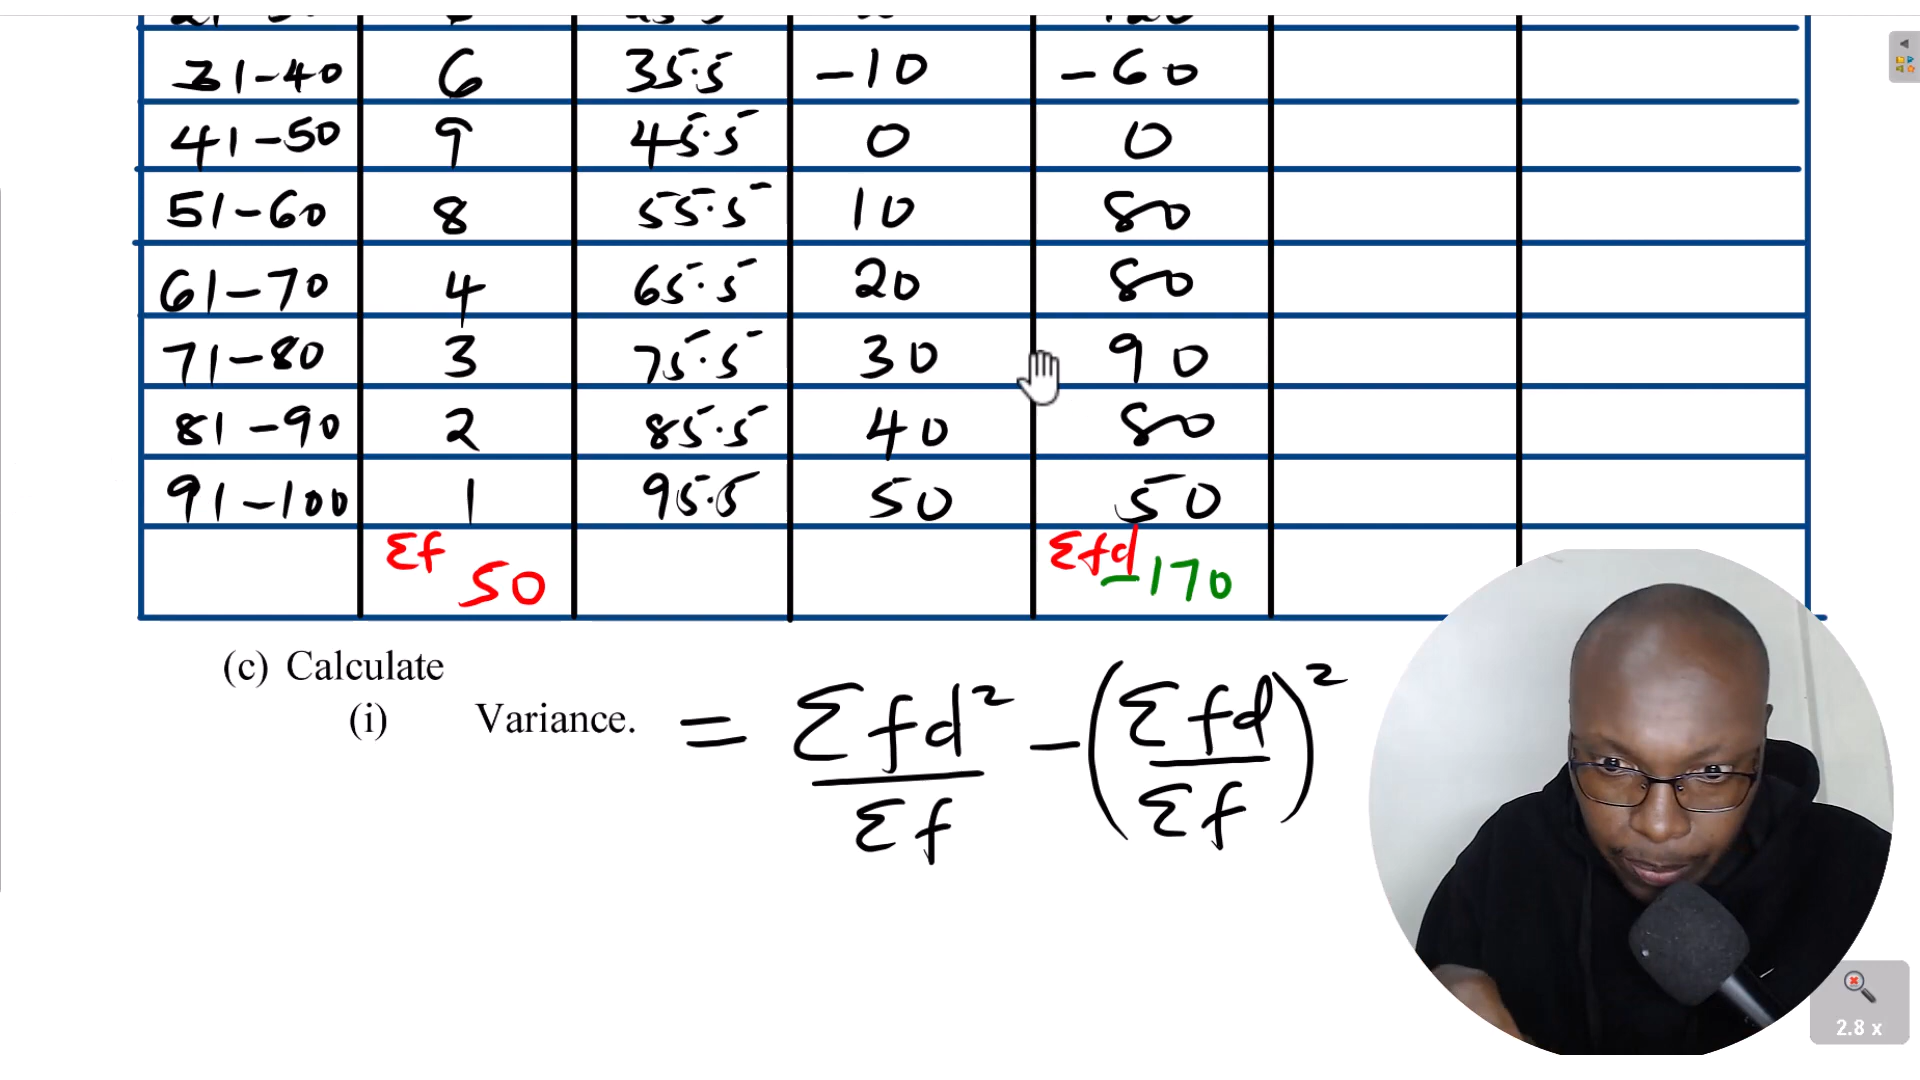 31-40 6 35.5 -10 -60
41-50 9 45.5 0 0
51-60 8 55.5 10 80
61-70 4 65.5 20 80
71-80 3 75.5 30 90
81-90 2 85.5 40 80
91-100 1 95.5 50 50
Σf 50 Σfd -170
(c) Calculate
(i) Variance. = Σfd²/Σf - (Σfd/Σf)²
2.8 x